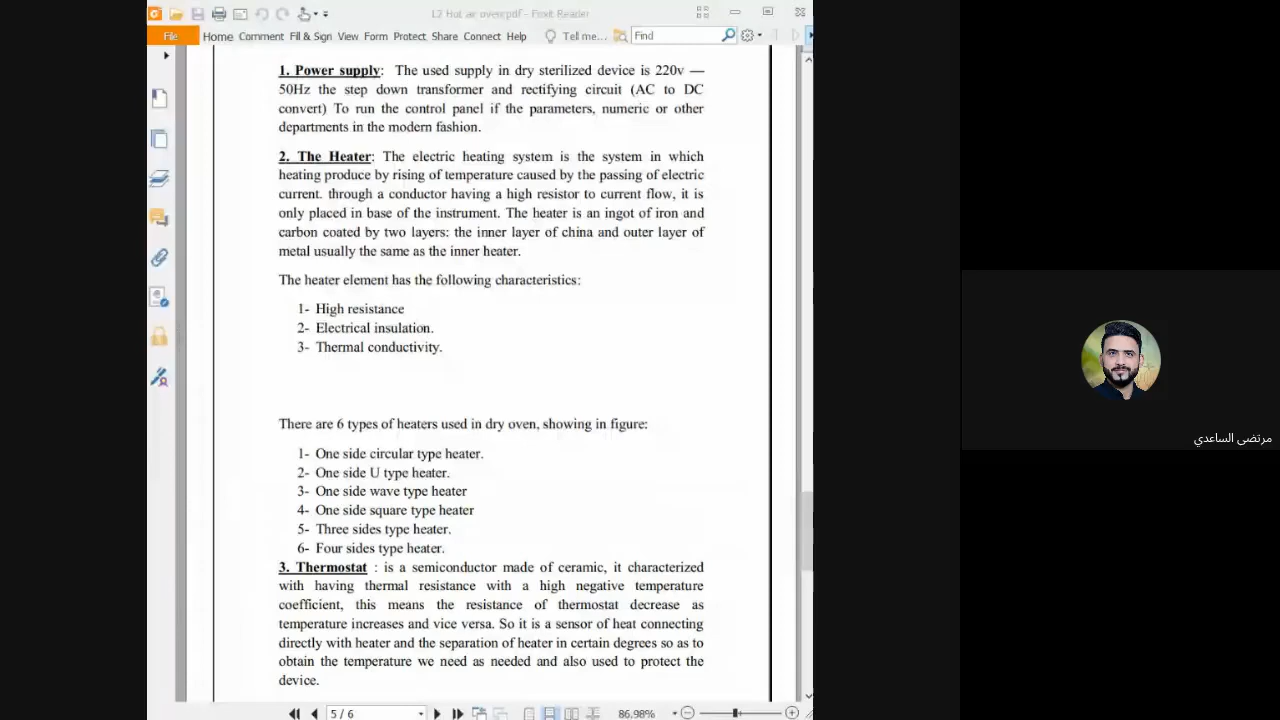 12 Hot air oven.pdf - Foxit Reader
File Home Comment Fill & Sign View Form Protect Share Connect Help Tell me... Find
1. Power supply: The used supply in dry sterilized device is 220v —
50Hz the step down transformer and rectifying circuit (AC to DC
convert) To run the control panel if the parameters, numeric or other
departments in the modern fashion.
2. The Heater: The electric heating system is the system in which
heating produce by rising of temperature caused by the passing of electric
current. through a conductor having a high resistor to current flow, it is
only placed in base of the instrument. The heater is an ingot of iron and
carbon coated by two layers: the inner layer of china and outer layer of
metal usually the same as the inner heater.
The heater element has the following characteristics:
1- High resistance
2- Electrical insulation.
3- Thermal conductivity.
There are 6 types of heaters used in dry oven, showing in figure:
1- One side circular type heater.
2- One side U type heater.
3- One side wave type heater
4- One side square type heater
5- Three sides type heater.
6- Four sides type heater.
3. Thermostat : is a semiconductor made of ceramic, it characterized
with having thermal resistance with a high negative temperature
coefficient, this means the resistance of thermostat decrease as
temperature increases and vice versa. So it is a sensor of heat connecting
directly with heater and the separation of heater in certain degrees so as to
obtain the temperature we need as needed and also used to protect the
device.
5 / 6
86,98%
مرتضى الساعدي